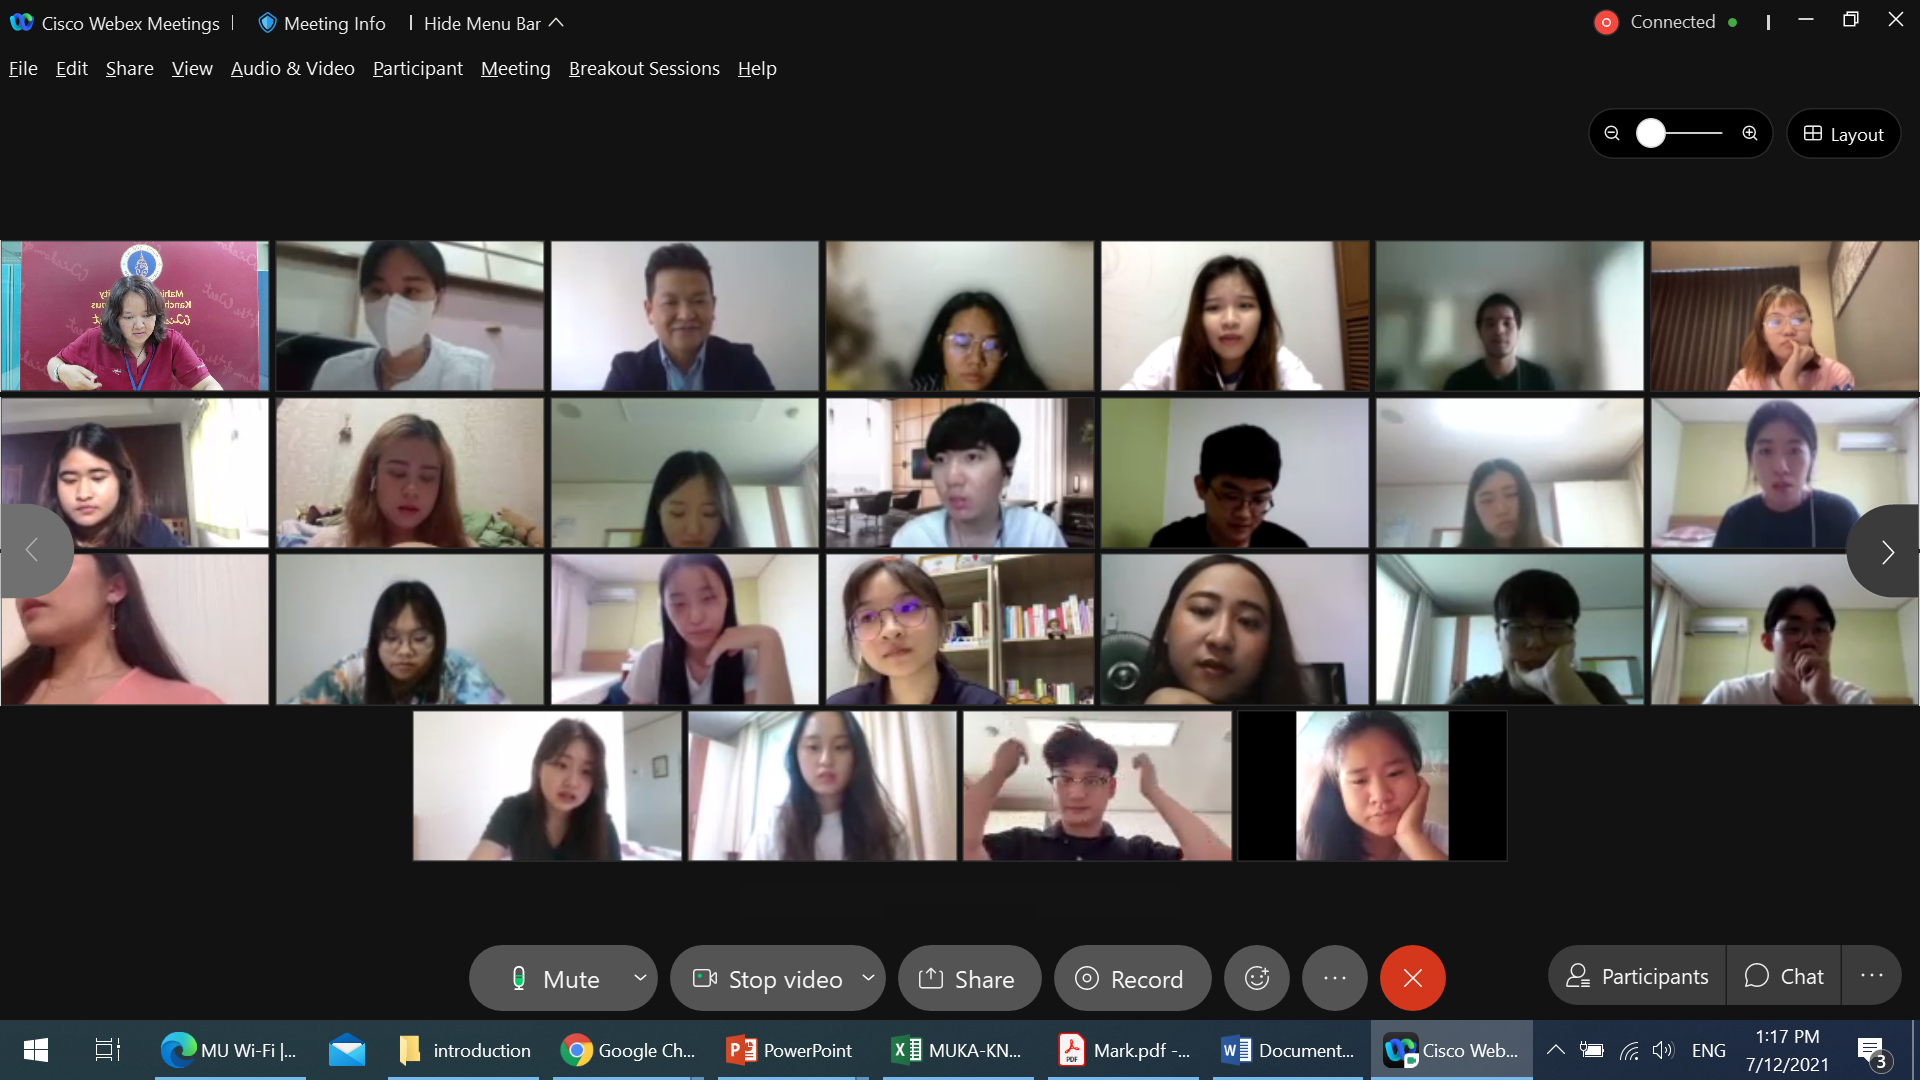 Cisco Webex Meetings
Meeting Info
Hide Menu Bar
Connected
File Edit Share View Audio & Video Participant Meeting Breakout Sessions Help
Layout
Mute
Stop video
Share
Record
Participants
Chat
MU Wi-Fi |...
introduction
Google Ch...
PowerPoint
MUKA-KN...
Mark.pdf -...
Document...
Cisco Web...
ENG
1:17 PM
7/12/2021
3